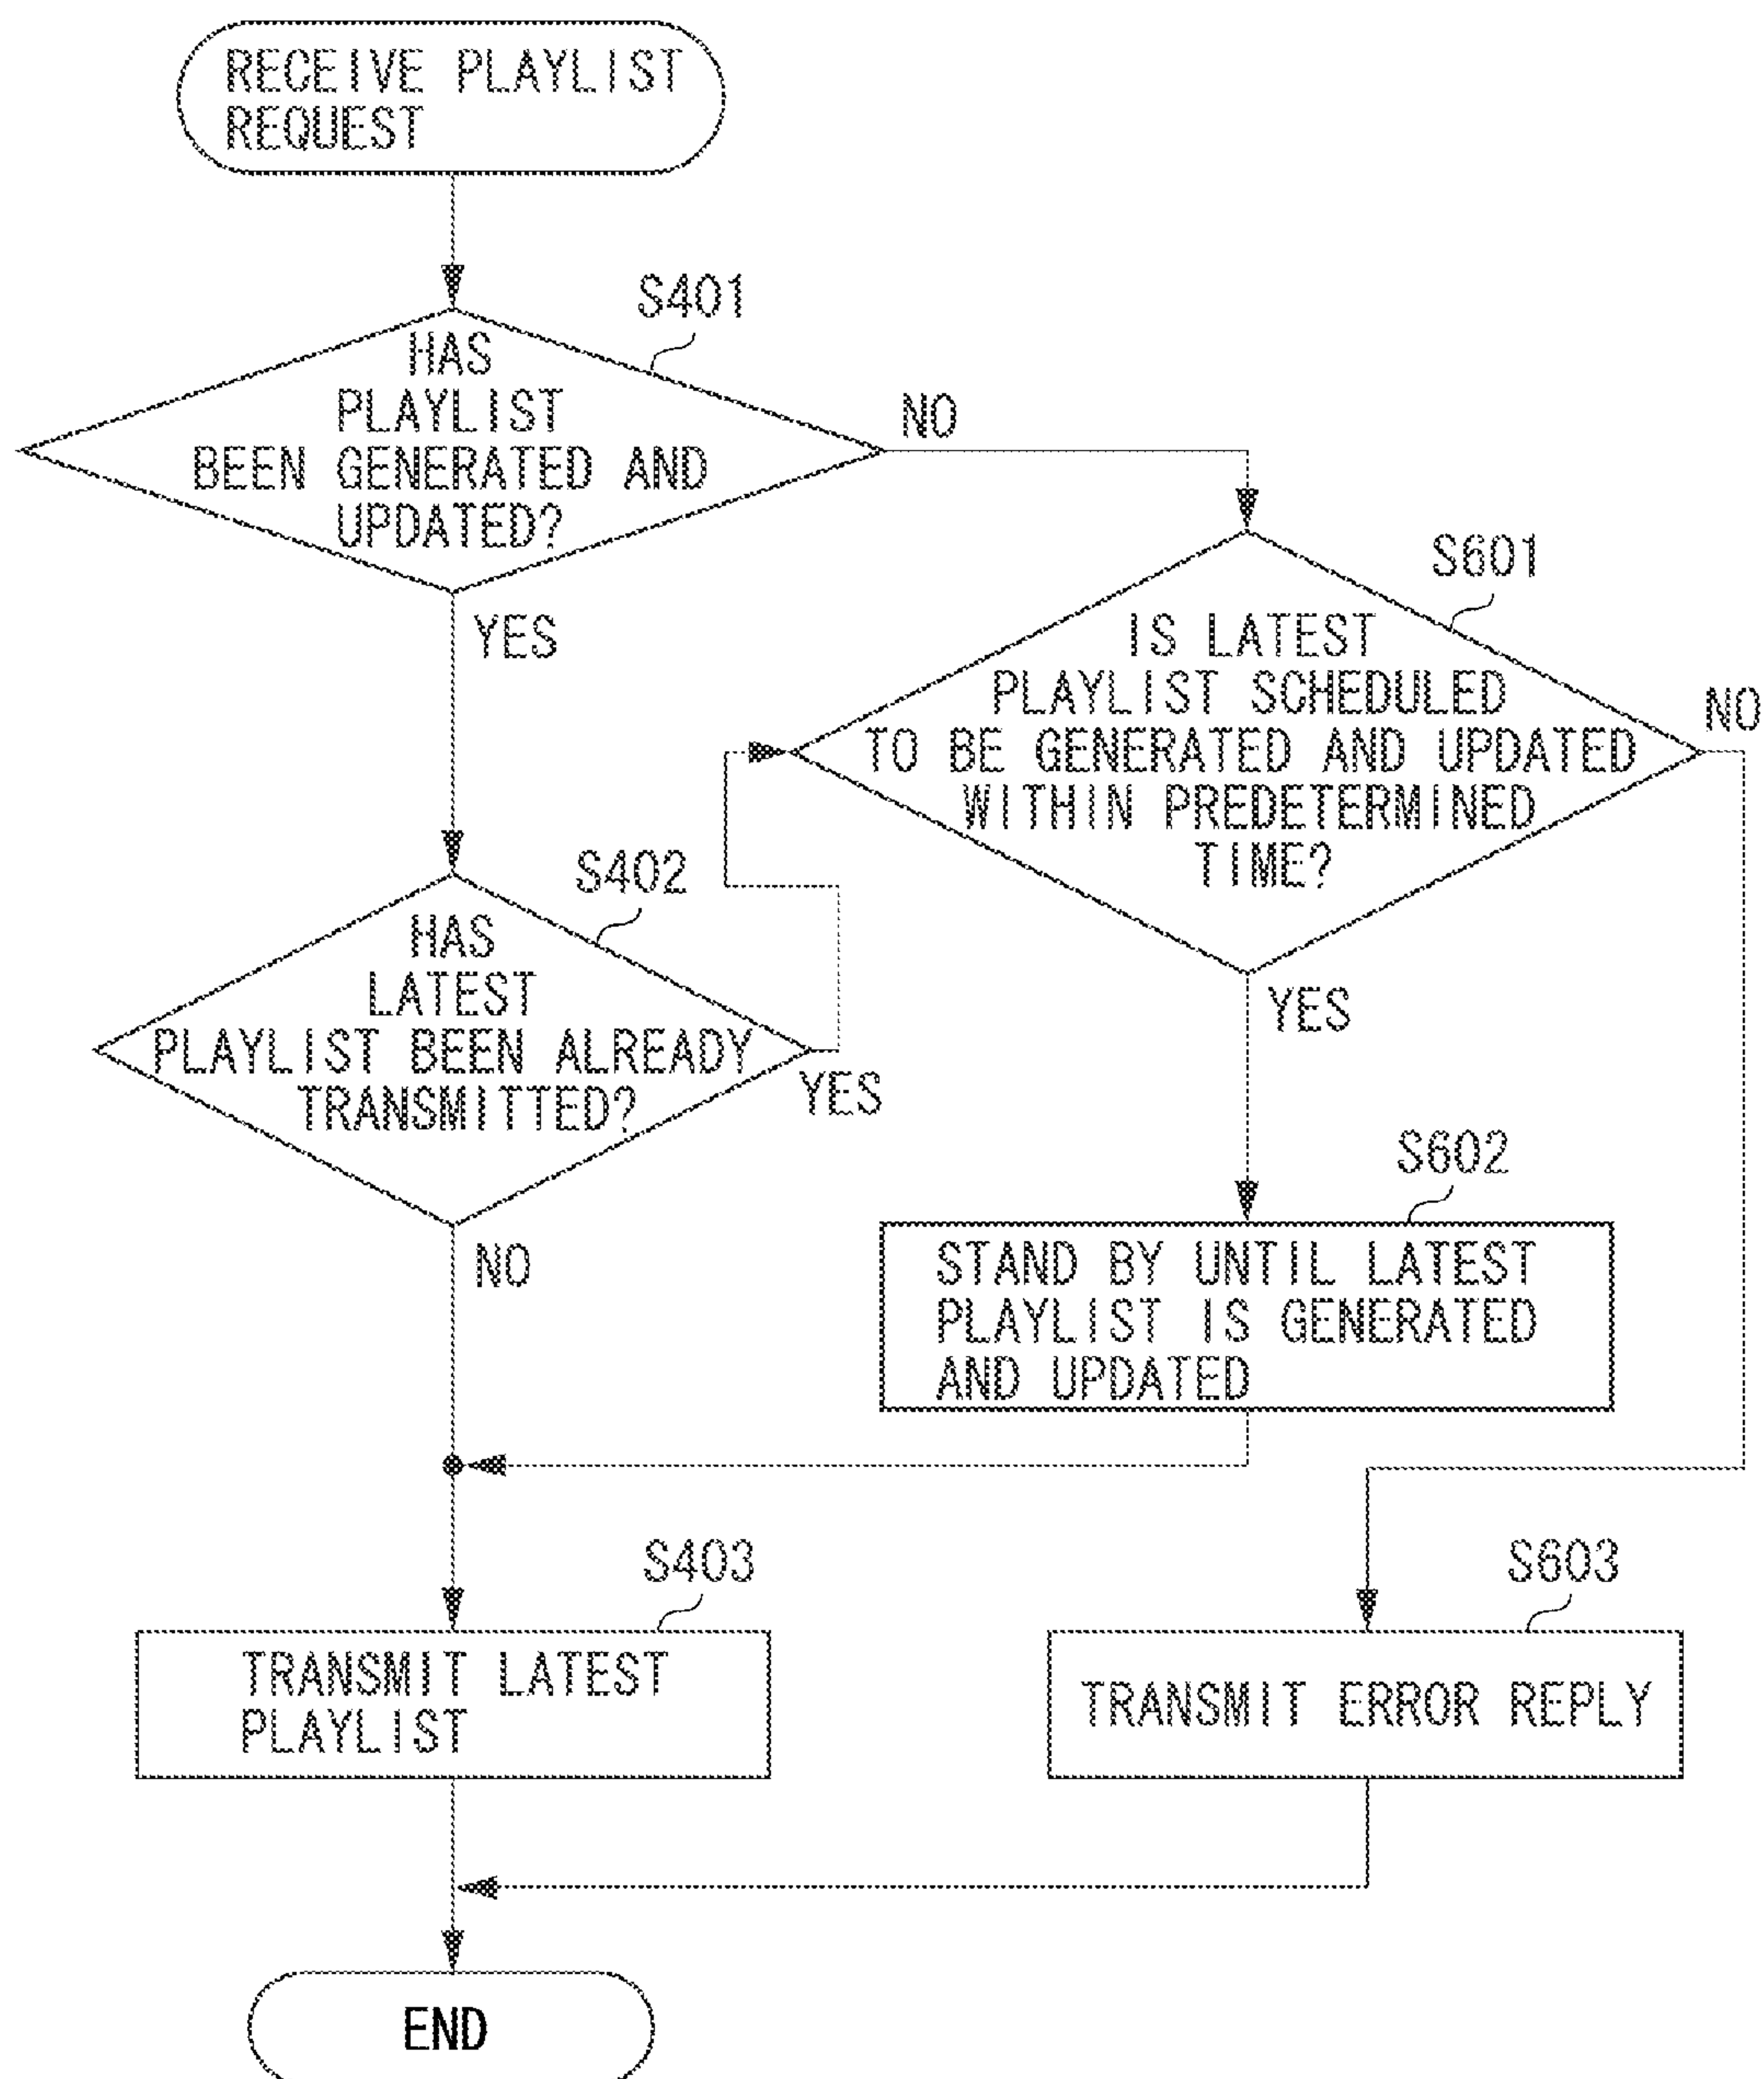 RECEIVE PLAYLIST
REQUEST
S401
HAS
PLAYLIST
BEEN GENERATED AND
UPDATED?
NO
YES
S601
IS LATEST
PLAYLIST SCHEDULED
TO BE GENERATED AND UPDATED
WITHIN PREDETERMINED
TIME?
NO
YES
S402
HAS
LATEST
PLAYLIST BEEN ALREADY
TRANSMITTED?
YES
NO
S602
STAND BY UNTIL LATEST
PLAYLIST IS GENERATED
AND UPDATED
S403
TRANSMIT LATEST
PLAYLIST
S603
TRANSMIT ERROR REPLY
END